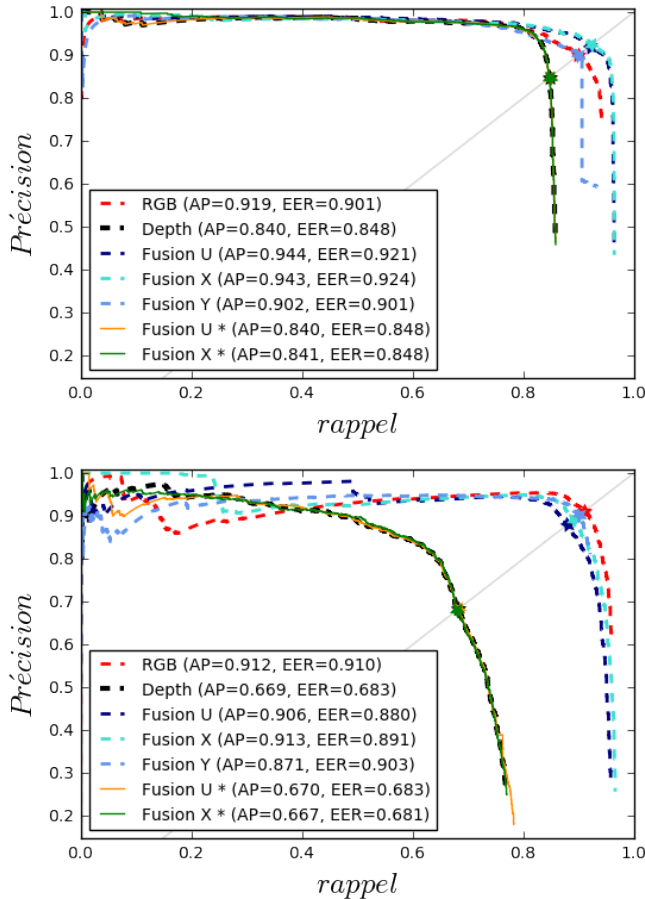 1.0
0.9
0.8
0.7
0.6
0.5
0.4
0.3
0.2
Précision
RGB (AP=0.919, EER=0.901)
Depth (AP=0.840, EER=0.848)
Fusion U (AP=0.944, EER=0.921)
Fusion X (AP=0.943, EER=0.924)
Fusion Y (AP=0.902, EER=0.901)
Fusion U * (AP=0.840, EER=0.848)
Fusion X * (AP=0.841, EER=0.848)
0.0 0.2 0.4 0.6 0.8 1.0
rappel
1.0
0.9
0.8
0.7
0.6
0.5
0.4
0.3
0.2
Précision
RGB (AP=0.912, EER=0.910)
Depth (AP=0.669, EER=0.683)
Fusion U (AP=0.906, EER=0.880)
Fusion X (AP=0.913, EER=0.891)
Fusion Y (AP=0.871, EER=0.903)
Fusion U * (AP=0.670, EER=0.683)
Fusion X * (AP=0.667, EER=0.681)
0.0 0.2 0.4 0.6 0.8 1.0
rappel